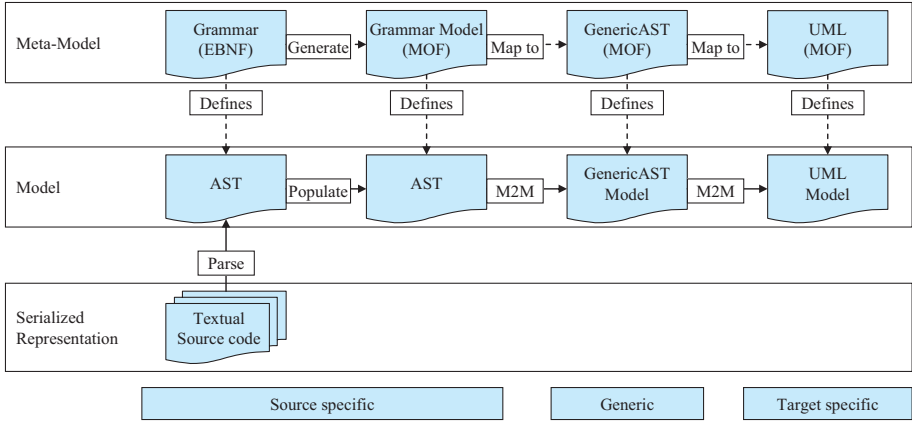 Meta-Model
Grammar
(EBNF)
Generate
Grammar Model
(MOF)
Map to
GenericAST
(MOF)
Map to
UML
(MOF)
Defines
Defines
Defines
Defines
Model
AST
Populate
AST
M2M
GenericAST
Model
M2M
UML
Model
Parse
Serialized
Representation
Textual
Source code
Source specific
Generic
Target specific